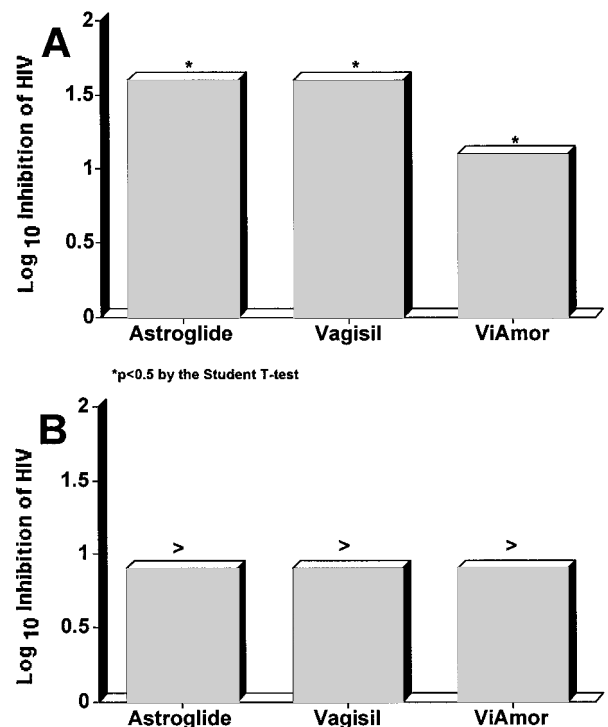 A
2
1.5
1
0.5
0
Log 10 Inhibition of HIV
* * *
Astroglide Vagisil ViAmor
*p<0.5 by the Student T-test
B
2
1.5
1
0.5
0
Log 10 Inhibition of HIV
> > >
Astroglide Vagisil ViAmor